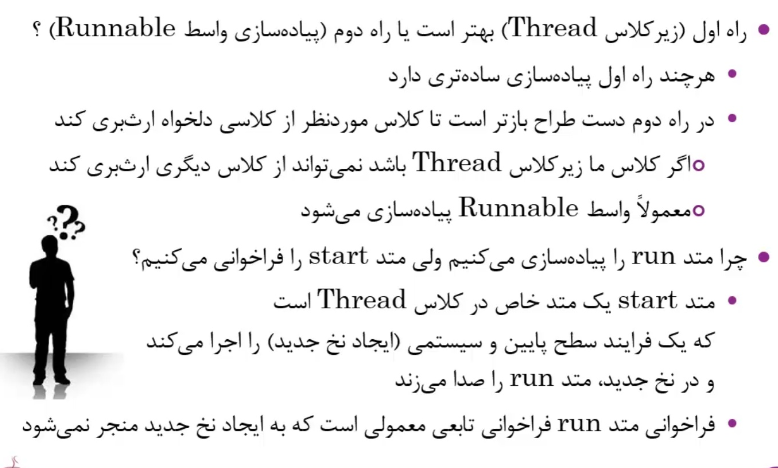 راه اول (زیرکلاس Thread) بهتر است یا راه دوم (پیاده‌سازی واسط Runnable) ؟
هرچند راه اول پیاده‌سازی ساده‌تری دارد
در راه دوم دست طراح بازتر است تا کلاس موردنظر از کلاسی دلخواه ارث‌بری کند
اگر کلاس ما زیرکلاس Thread باشد نمی‌تواند از کلاس دیگری ارث‌بری کند
معمولاً واسط Runnable پیاده‌سازی می‌شود
چرا متد run را پیاده‌سازی می‌کنیم ولی متد start را فراخوانی می‌کنیم؟
متد start یک متد خاص در کلاس Thread است
که یک فرایند سطح پایین و سیستمی (ایجاد نخ جدید) را اجرا می‌کند
و در نخ جدید، متد run را صدا می‌زند
فراخوانی متد run فراخوانی تابعی معمولی است که به ایجاد نخ جدید منجر نمی‌شود
???